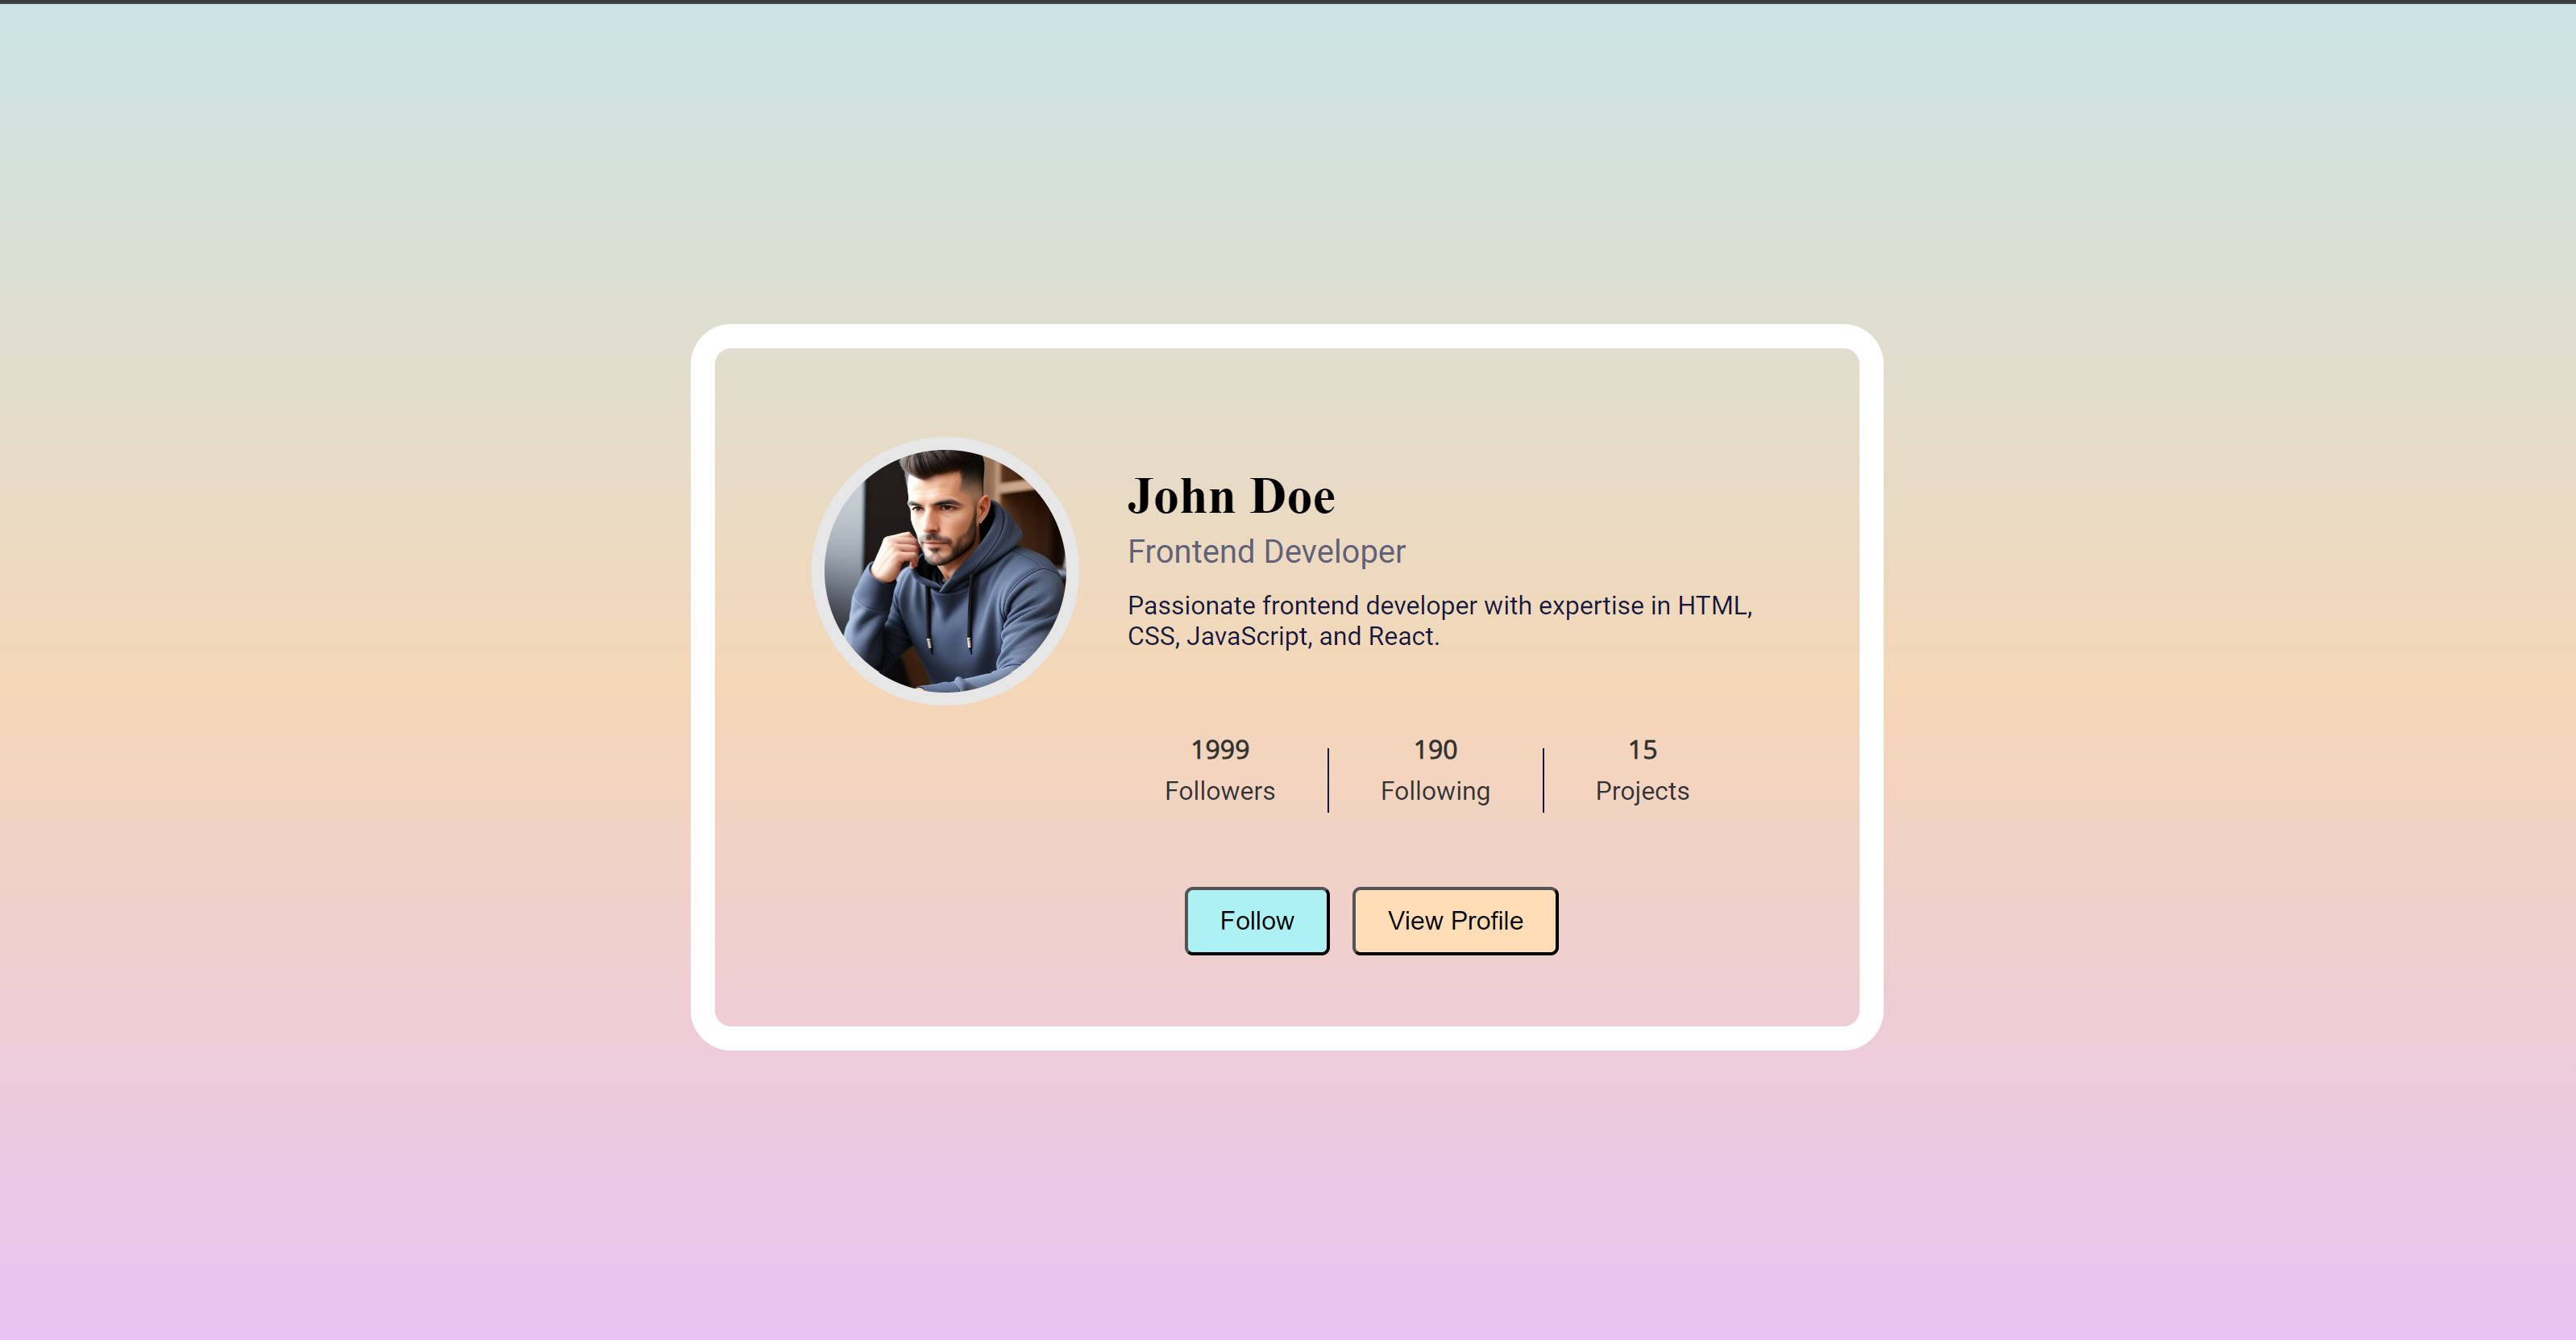 John Doe
Frontend Developer
Passionate frontend developer with expertise in HTML,
CSS, JavaScript, and React.
1999 190 15
Followers Following Projects
Follow View Profile